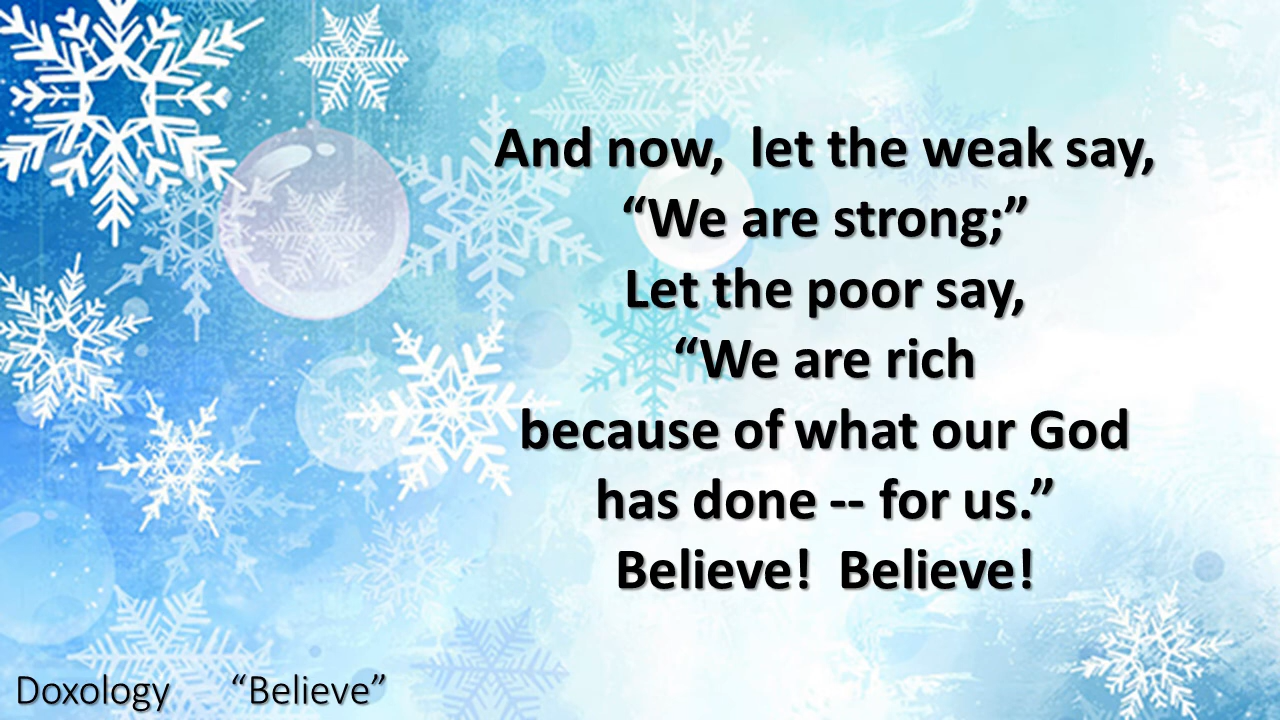 And now,  let the weak say,
“We are strong;”
Let the poor say,
“We are rich
because of what our God
has done -- for us.”
Believe!  Believe!
Doxology “Believe”